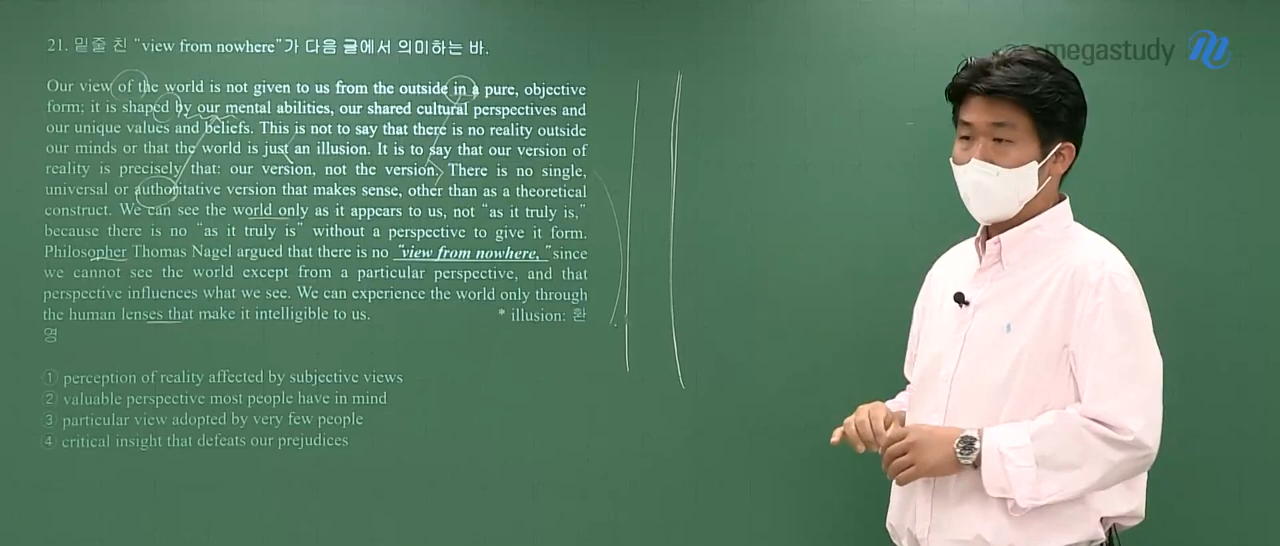 megastudy
21. 밑줄 친 “view from nowhere”가 다음 글에서 의미하는 바.
Our view of the world is not given to us from the outside in a pure, objective
form; it is shaped by our mental abilities, our shared cultural perspectives and
our unique values and beliefs. This is not to say that there is no reality outside
our minds or that the world is just an illusion. It is to say that our version of
reality is precisely that: our version, not the version. There is no single,
universal or authoritative version that makes sense, other than as a theoretical
construct. We can see the world only as it appears to us, not “as it truly is,”
because there is no “as it truly is” without a perspective to give it form.
Philosopher Thomas Nagel argued that there is no “view from nowhere,” since
we cannot see the world except from a particular perspective, and that
perspective influences what we see. We can experience the world only through
the human lenses that make it intelligible to us. * illusion: 환
영
① perception of reality affected by subjective views
② valuable perspective most people have in mind
③ particular view adopted by very few people
④ critical insight that defeats our prejudices